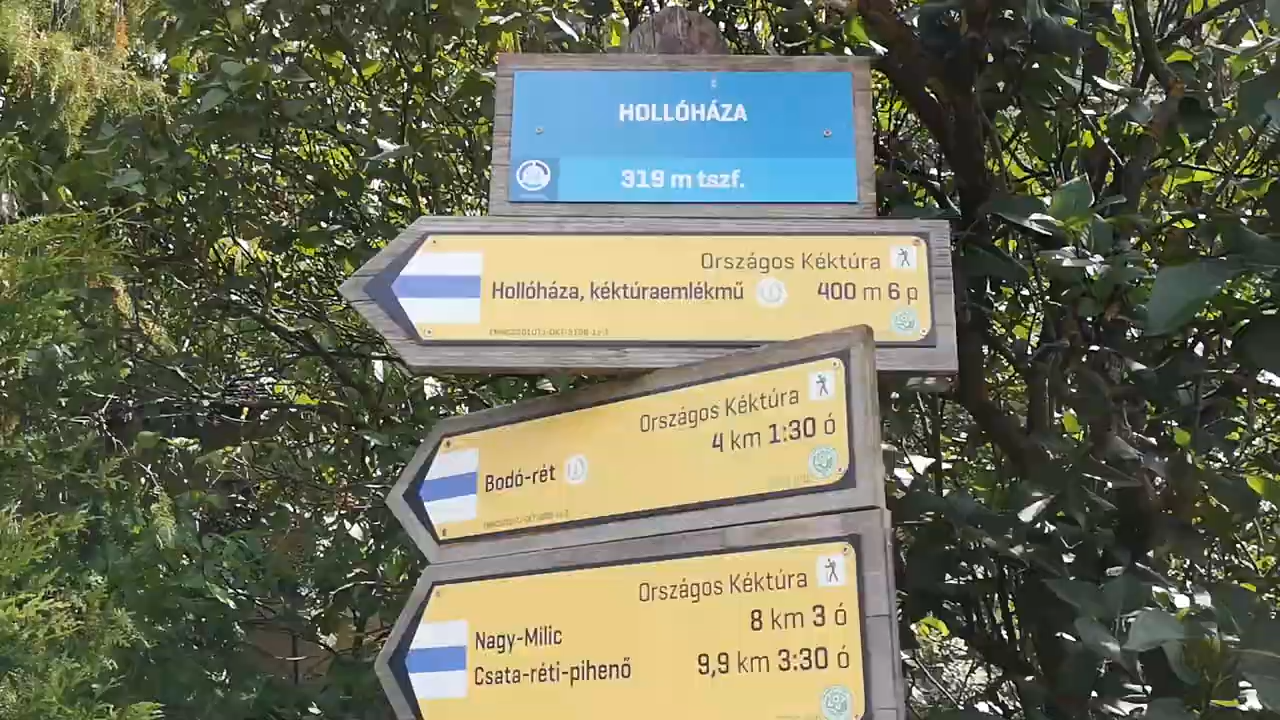 HOLLÓHÁZA
319 m tszf.
Országos Kéktúra
Hollóháza, kéktúraemlékmű 400 m 6 p
Országos Kéktúra
4 km 1:30 ó
Bodó-rét
Országos Kéktúra
8 km 3 ó
Nagy-Milic
Csata-réti-pihenő 9,9 km 3:30 ó